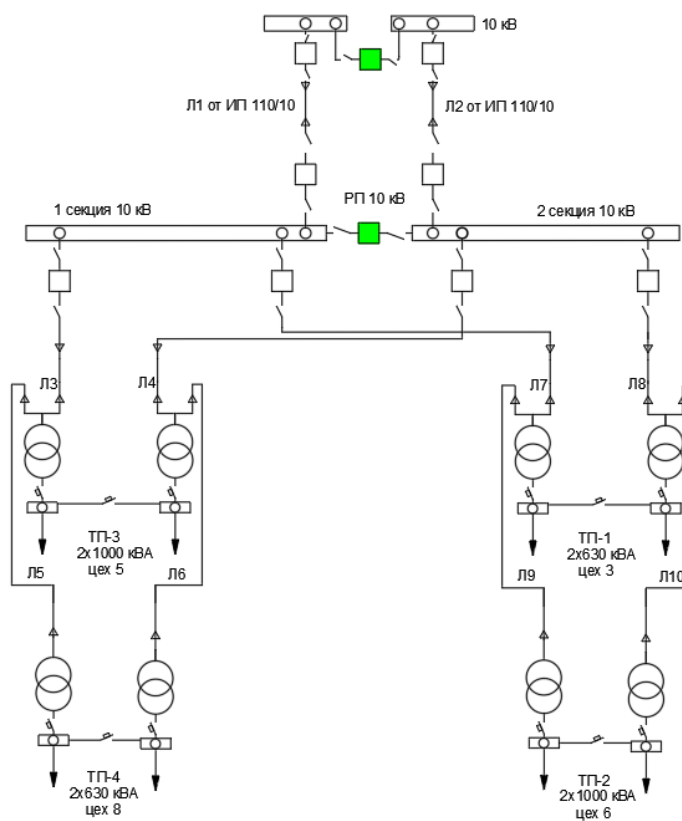 10 кВ
Л1 от ИП 110/10
Л2 от ИП 110/10
РП 10 кВ
1 секция 10 кВ
2 секция 10 кВ
Л3
Л4
Л7
Л8
ТП-3
2х1000 кВА
цех 5
ТП-1
2х630 кВА
цех 3
Л5
Л6
Л9
Л10
ТП-4
2х630 кВА
цех 8
ТП-2
2х1000 кВА
цех 6